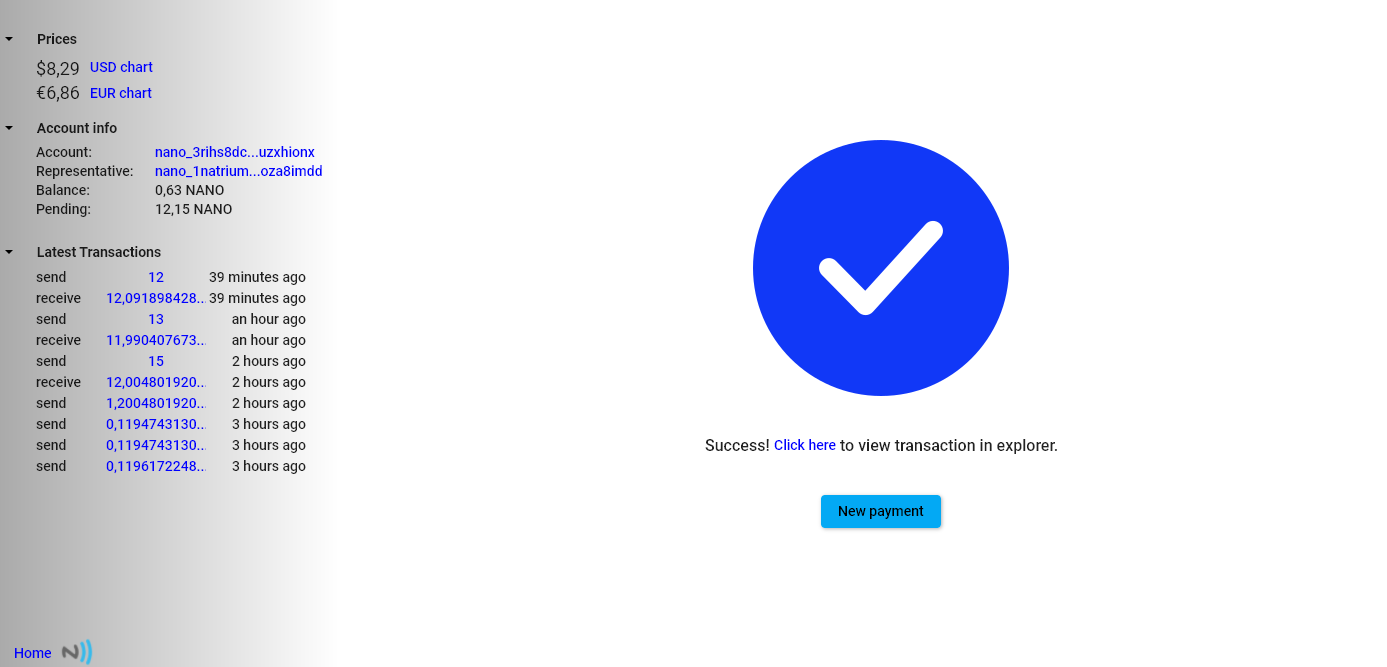 Prices
$8,29 USD chart
€6,86 EUR chart
Account info
Account: nano_3rihs8dc...uzxhionx
Representative: nano_1natrium...oza8imdd
Balance: 0,63 NANO
Pending: 12,15 NANO
Latest Transactions
send 12 39 minutes ago
receive 12,091898428... 39 minutes ago
send 13 an hour ago
receive 11,990407673... an hour ago
send 15 2 hours ago
receive 12,004801920... 2 hours ago
send 1,2004801920... 2 hours ago
send 0,1194743130... 3 hours ago
send 0,1194743130... 3 hours ago
send 0,1196172248... 3 hours ago
Success! Click here to view transaction in explorer.
New payment
Home